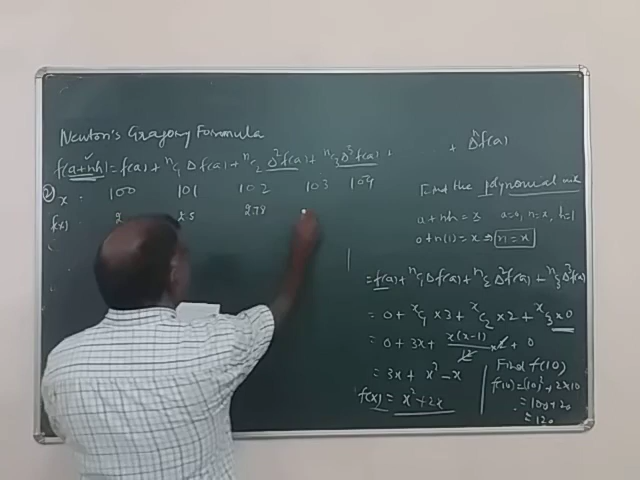 Newton's Gragory Formmula
f(a+nh) = f(a) + ⁿC₁ Δf(a) + ⁿC₂ Δ²f(a) + ⁿC₃ Δ³f(a) + + Δⁿf(a)
② x : 100 101 102 103 104
f(x) : 2 2.5 2.78
Find the polynomial
a+nh = x a=0, n=x, h=1
0+n(1) = x ⇒ n = x
= f(a) + ⁿC₁ Δf(a) + ⁿC₂ Δ²f(a) + ⁿC₃ Δ³f(a)
= 0 + ˣC₁ × 3 + ˣC₂ × 2 + ˣC₃ × 0
= 0 + 3x + x(x-1)/2 × 2 + 0
= 3x + x² - x
f(x) = x² + 2x
Find f(10)
f(10) = (10)² + 2×10
= 100 + 20
= 120